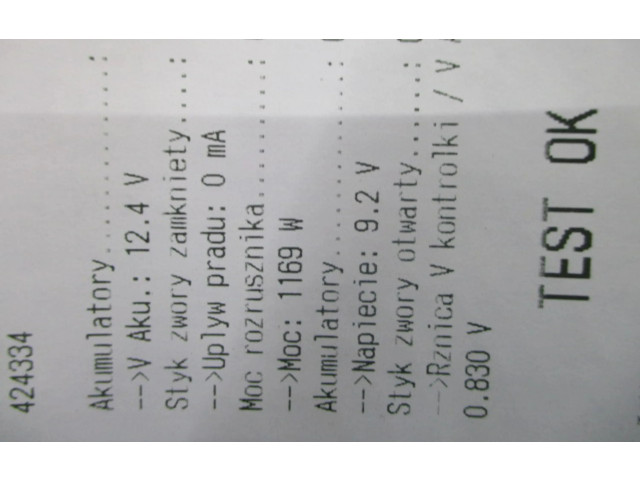 424334
Akumulatory..............:
-->V Aku.: 12.4 V
Styk zwory zamkniety....:
-->Uplyw pradu: 0 mA
Moc rozrusznika..........:
-->Moc: 1169 W
Akumulatory..............:
-->Napiecie: 9.2 V
Styk zwory otwarty......:
-->Rznica V kontrolki / V
0.830 V
TEST OK